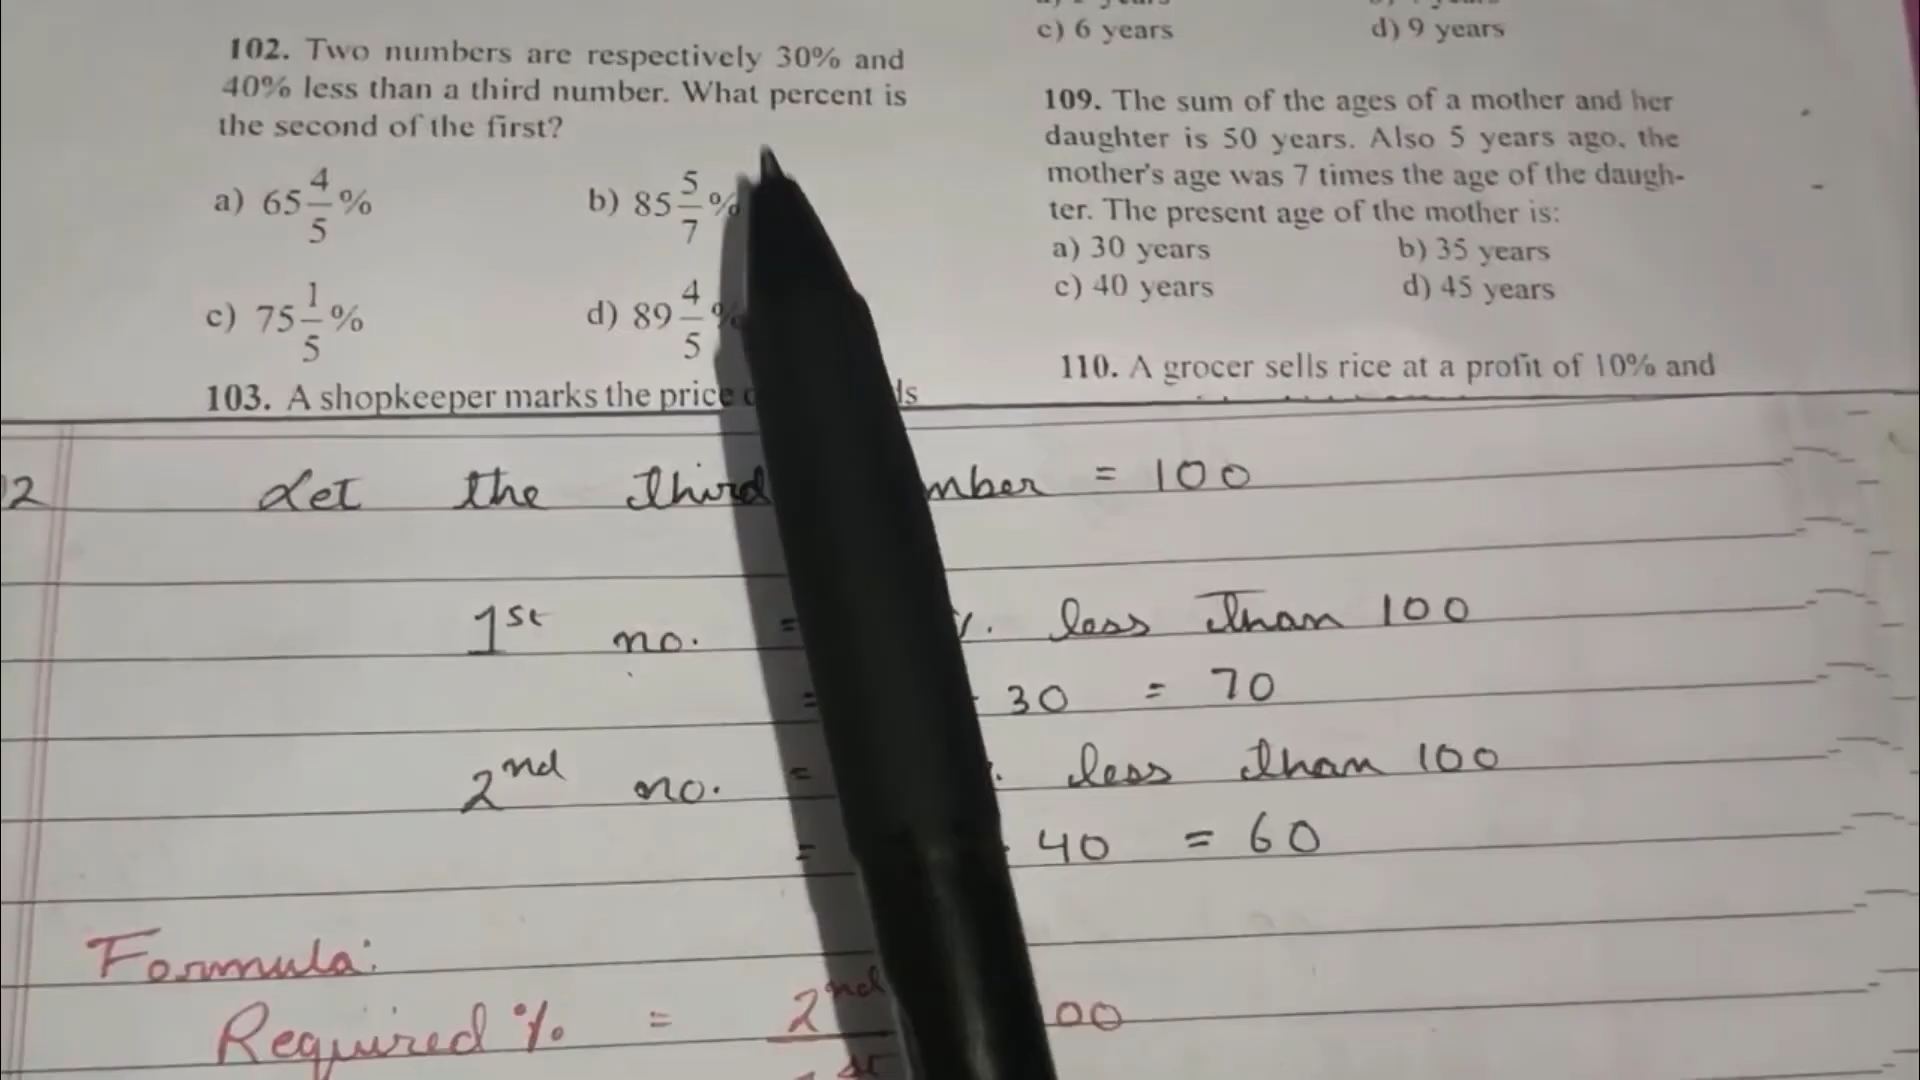 102. Two numbers are respectively 30% and
40% less than a third number. What percent is
the second of the first?
a) 65 4/5 %
b) 85 5/7 %
c) 75 1/5 %
d) 89 4/5 %
103. A shopkeeper marks the price
c) 6 years
d) 9 years
109. The sum of the ages of a mother and her
daughter is 50 years. Also 5 years ago, the
mother's age was 7 times the age of the daugh-
ter. The present age of the mother is:
a) 30 years
b) 35 years
c) 40 years
d) 45 years
110. A grocer sells rice at a profit of 10% and
Let the third mber = 100
1st no. = %. less than 100
= 30 = 70
2nd no. = less than 100
= 40 = 60
Formula:
Required % = 2nd 00